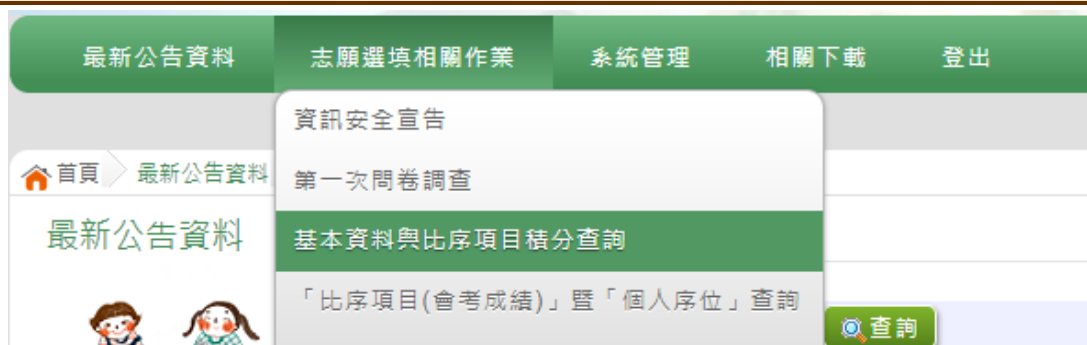 最新公告資料 志願選填相關作業 系統管理 相關下載 登出
資訊安全宣告
首頁 最新公告資料
第一次問卷調查
最新公告資料
基本資料與比序項目積分查詢
「比序項目(會考成績)」暨「個人序位」查詢
查詢